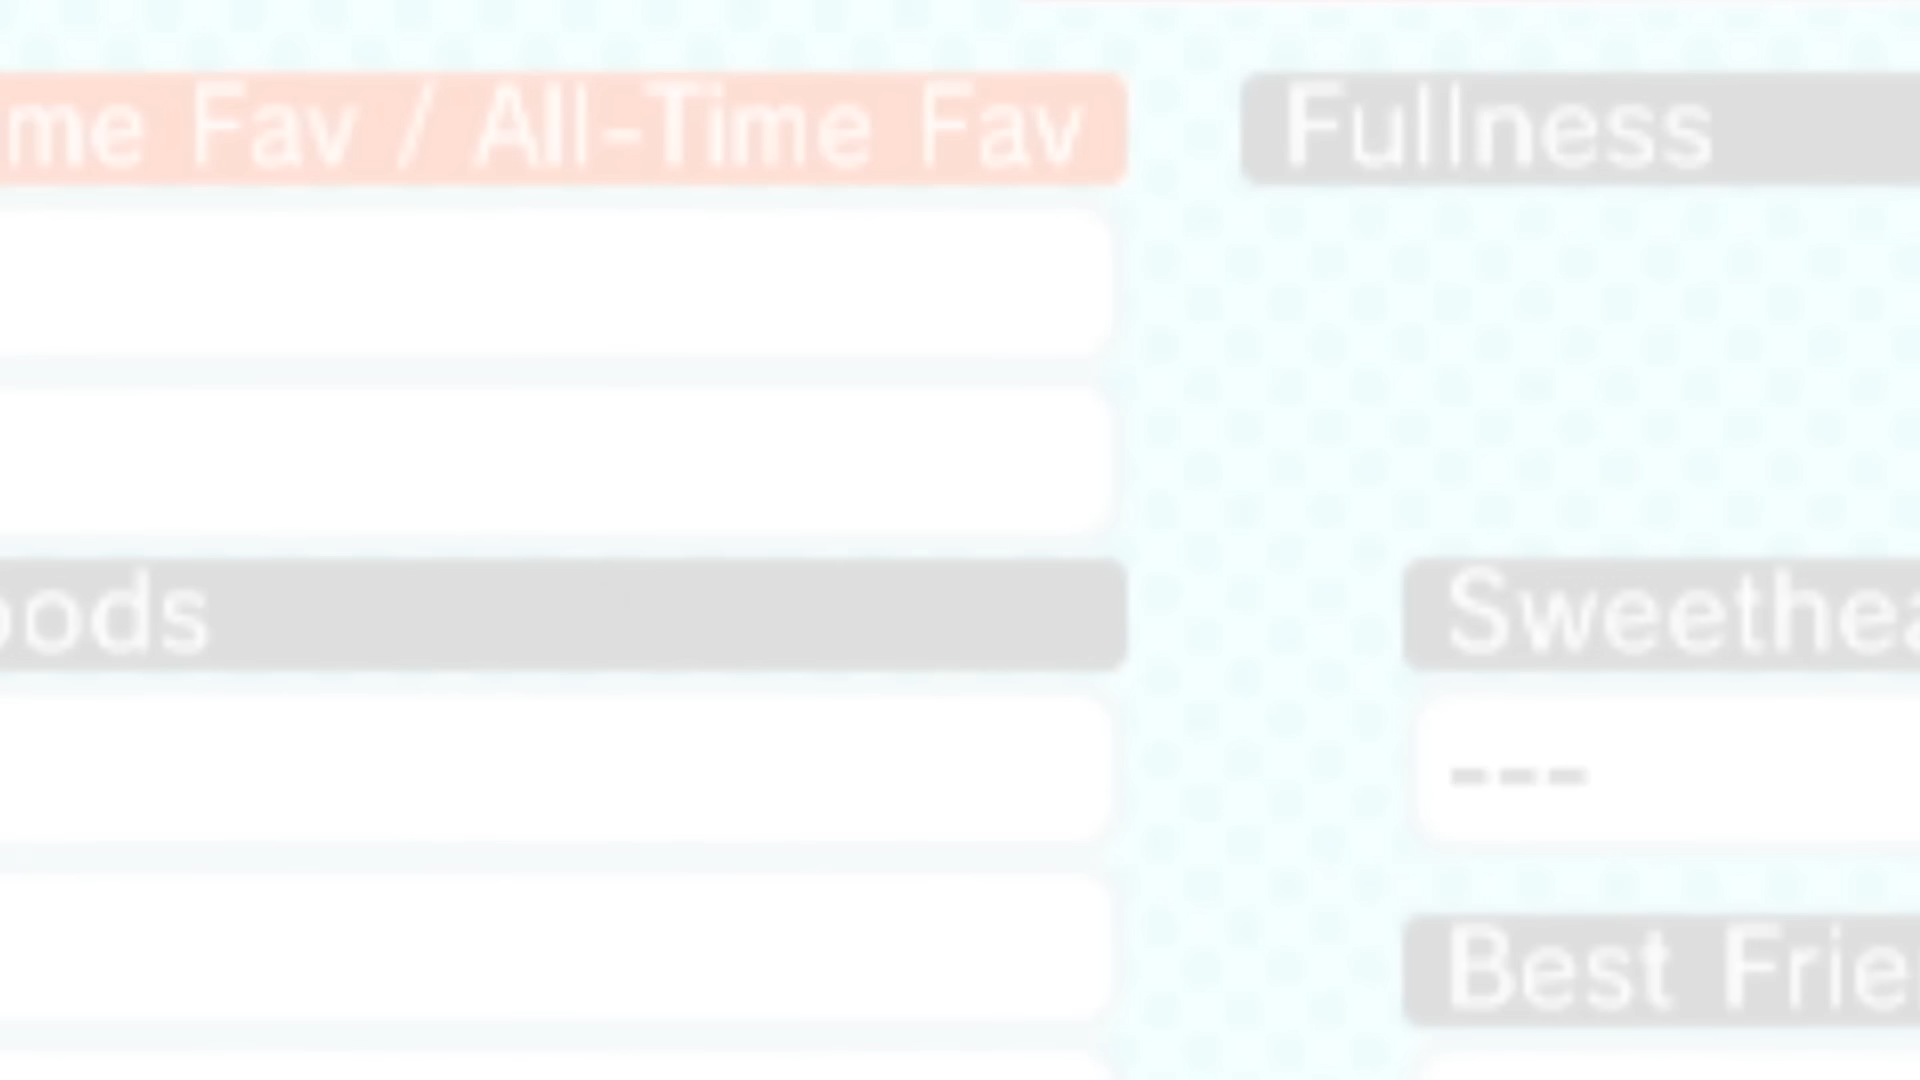 me Fav / All-Time Fav
Fullness
oods
Sweethea
---
Best Frie